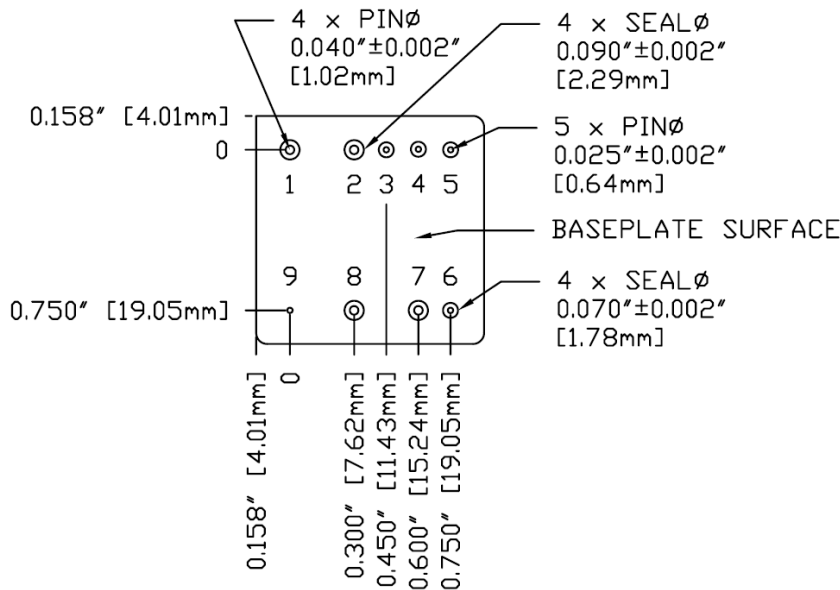 4 x PINØ
0.040"±0.002"
[1.02mm]
4 x SEALØ
0.090"±0.002"
[2.29mm]
0.158" [4.01mm]
0
5 x PINØ
0.025"±0.002"
[0.64mm]
1 2 3 4 5
BASEPLATE SURFACE
9 8 7 6
4 x SEALØ
0.070"±0.002"
[1.78mm]
0.750" [19.05mm]
0.158" [4.01mm]
0
0.300" [7.62mm]
0.450" [11.43mm]
0.600" [15.24mm]
0.750" [19.05mm]